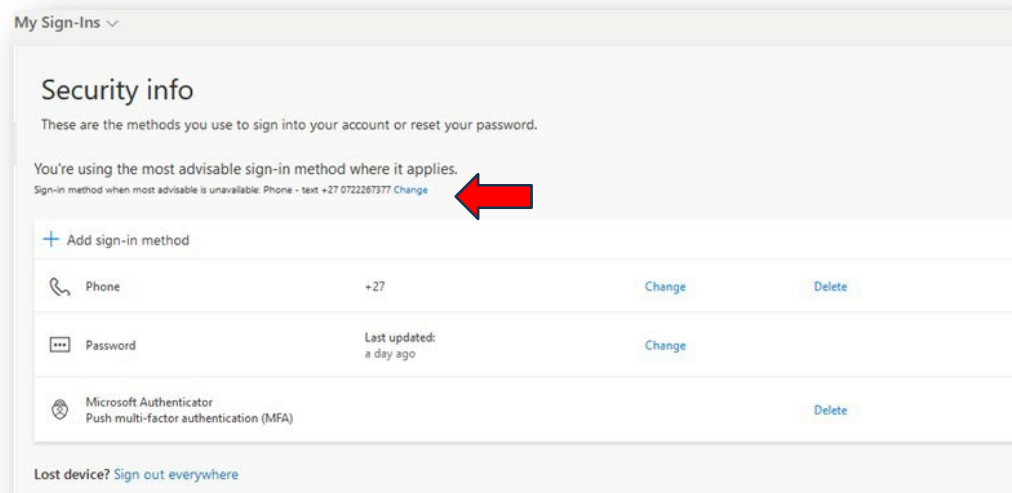 My Sign-Ins
Security info
These are the methods you use to sign into your account or reset your password.
You're using the most advisable sign-in method where it applies.
Sign-in method when most advisable is unavailable: Phone - text +27 0722267377 Change
Add sign-in method
Phone +27 Change Delete
Password Last updated: Change
a day ago
Microsoft Authenticator
Push multi-factor authentication (MFA) Delete
Lost device? Sign out everywhere